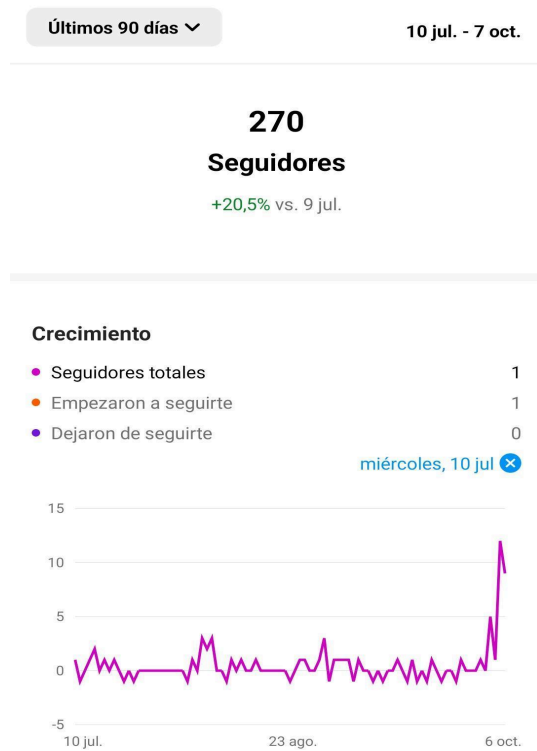 Últimos 90 días
10 jul. - 7 oct.
270
Seguidores
+20,5% vs. 9 jul.
Crecimiento
Seguidores totales 1
Empezaron a seguirte 1
Dejaron de seguirte 0
miércoles, 10 jul
15
10
5
0
-5
10 jul. 23 ago. 6 oct.